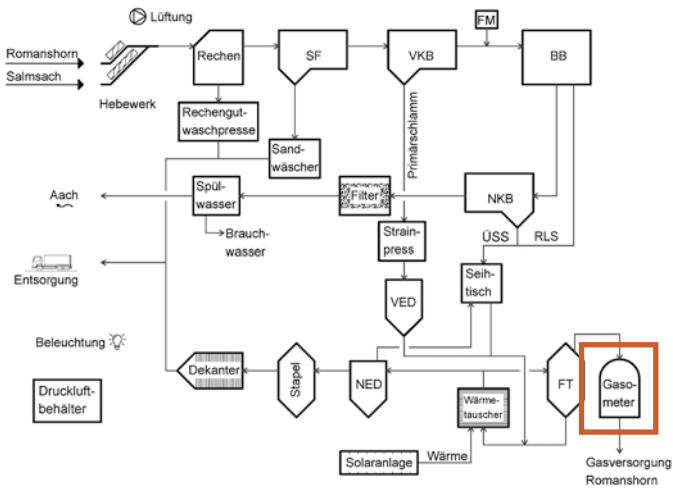 Lüftung
Romanshorn
Salmsach
Hebewerk
Rechen
SF
VKB
FM
BB
Rechengut-
waschpresse
Sand-
wäscher
Primärschlamm
Aach
Spül-
wasser
Filter
NKB
Brauch-
wasser
Strain-
press
ÜSS
RLS
Entsorgung
Seih-
tisch
VED
Beleuchtung
Dekanter
Stapel
NED
FT
Gaso-
meter
Druckluft-
behälter
Wärme-
tauscher
Solaranlage
Wärme
Gasversorgung
Romanshorn